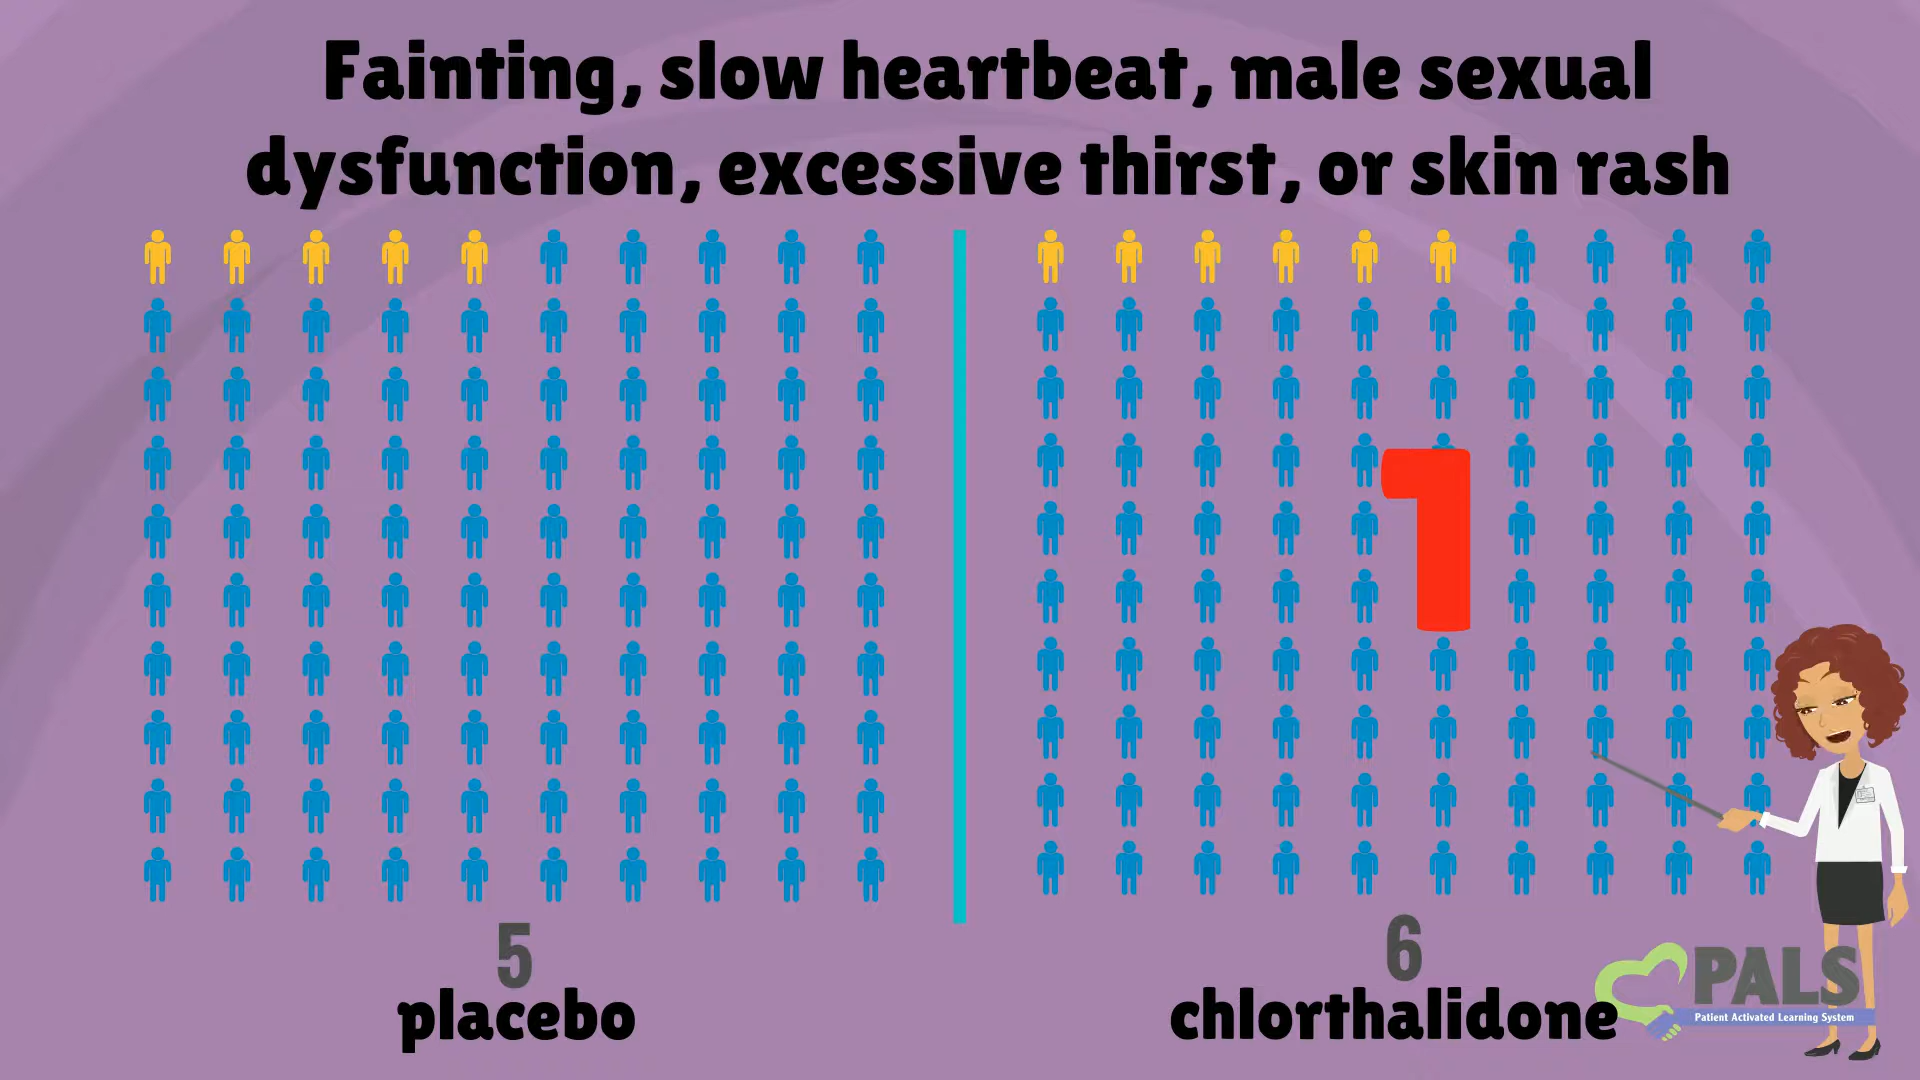 Fainting, slow heartbeat, male sexual
dysfunction, excessive thirst, or skin rash
1
5
placebo
6
chlorthalidone
PALS
Patient Activated Learning System